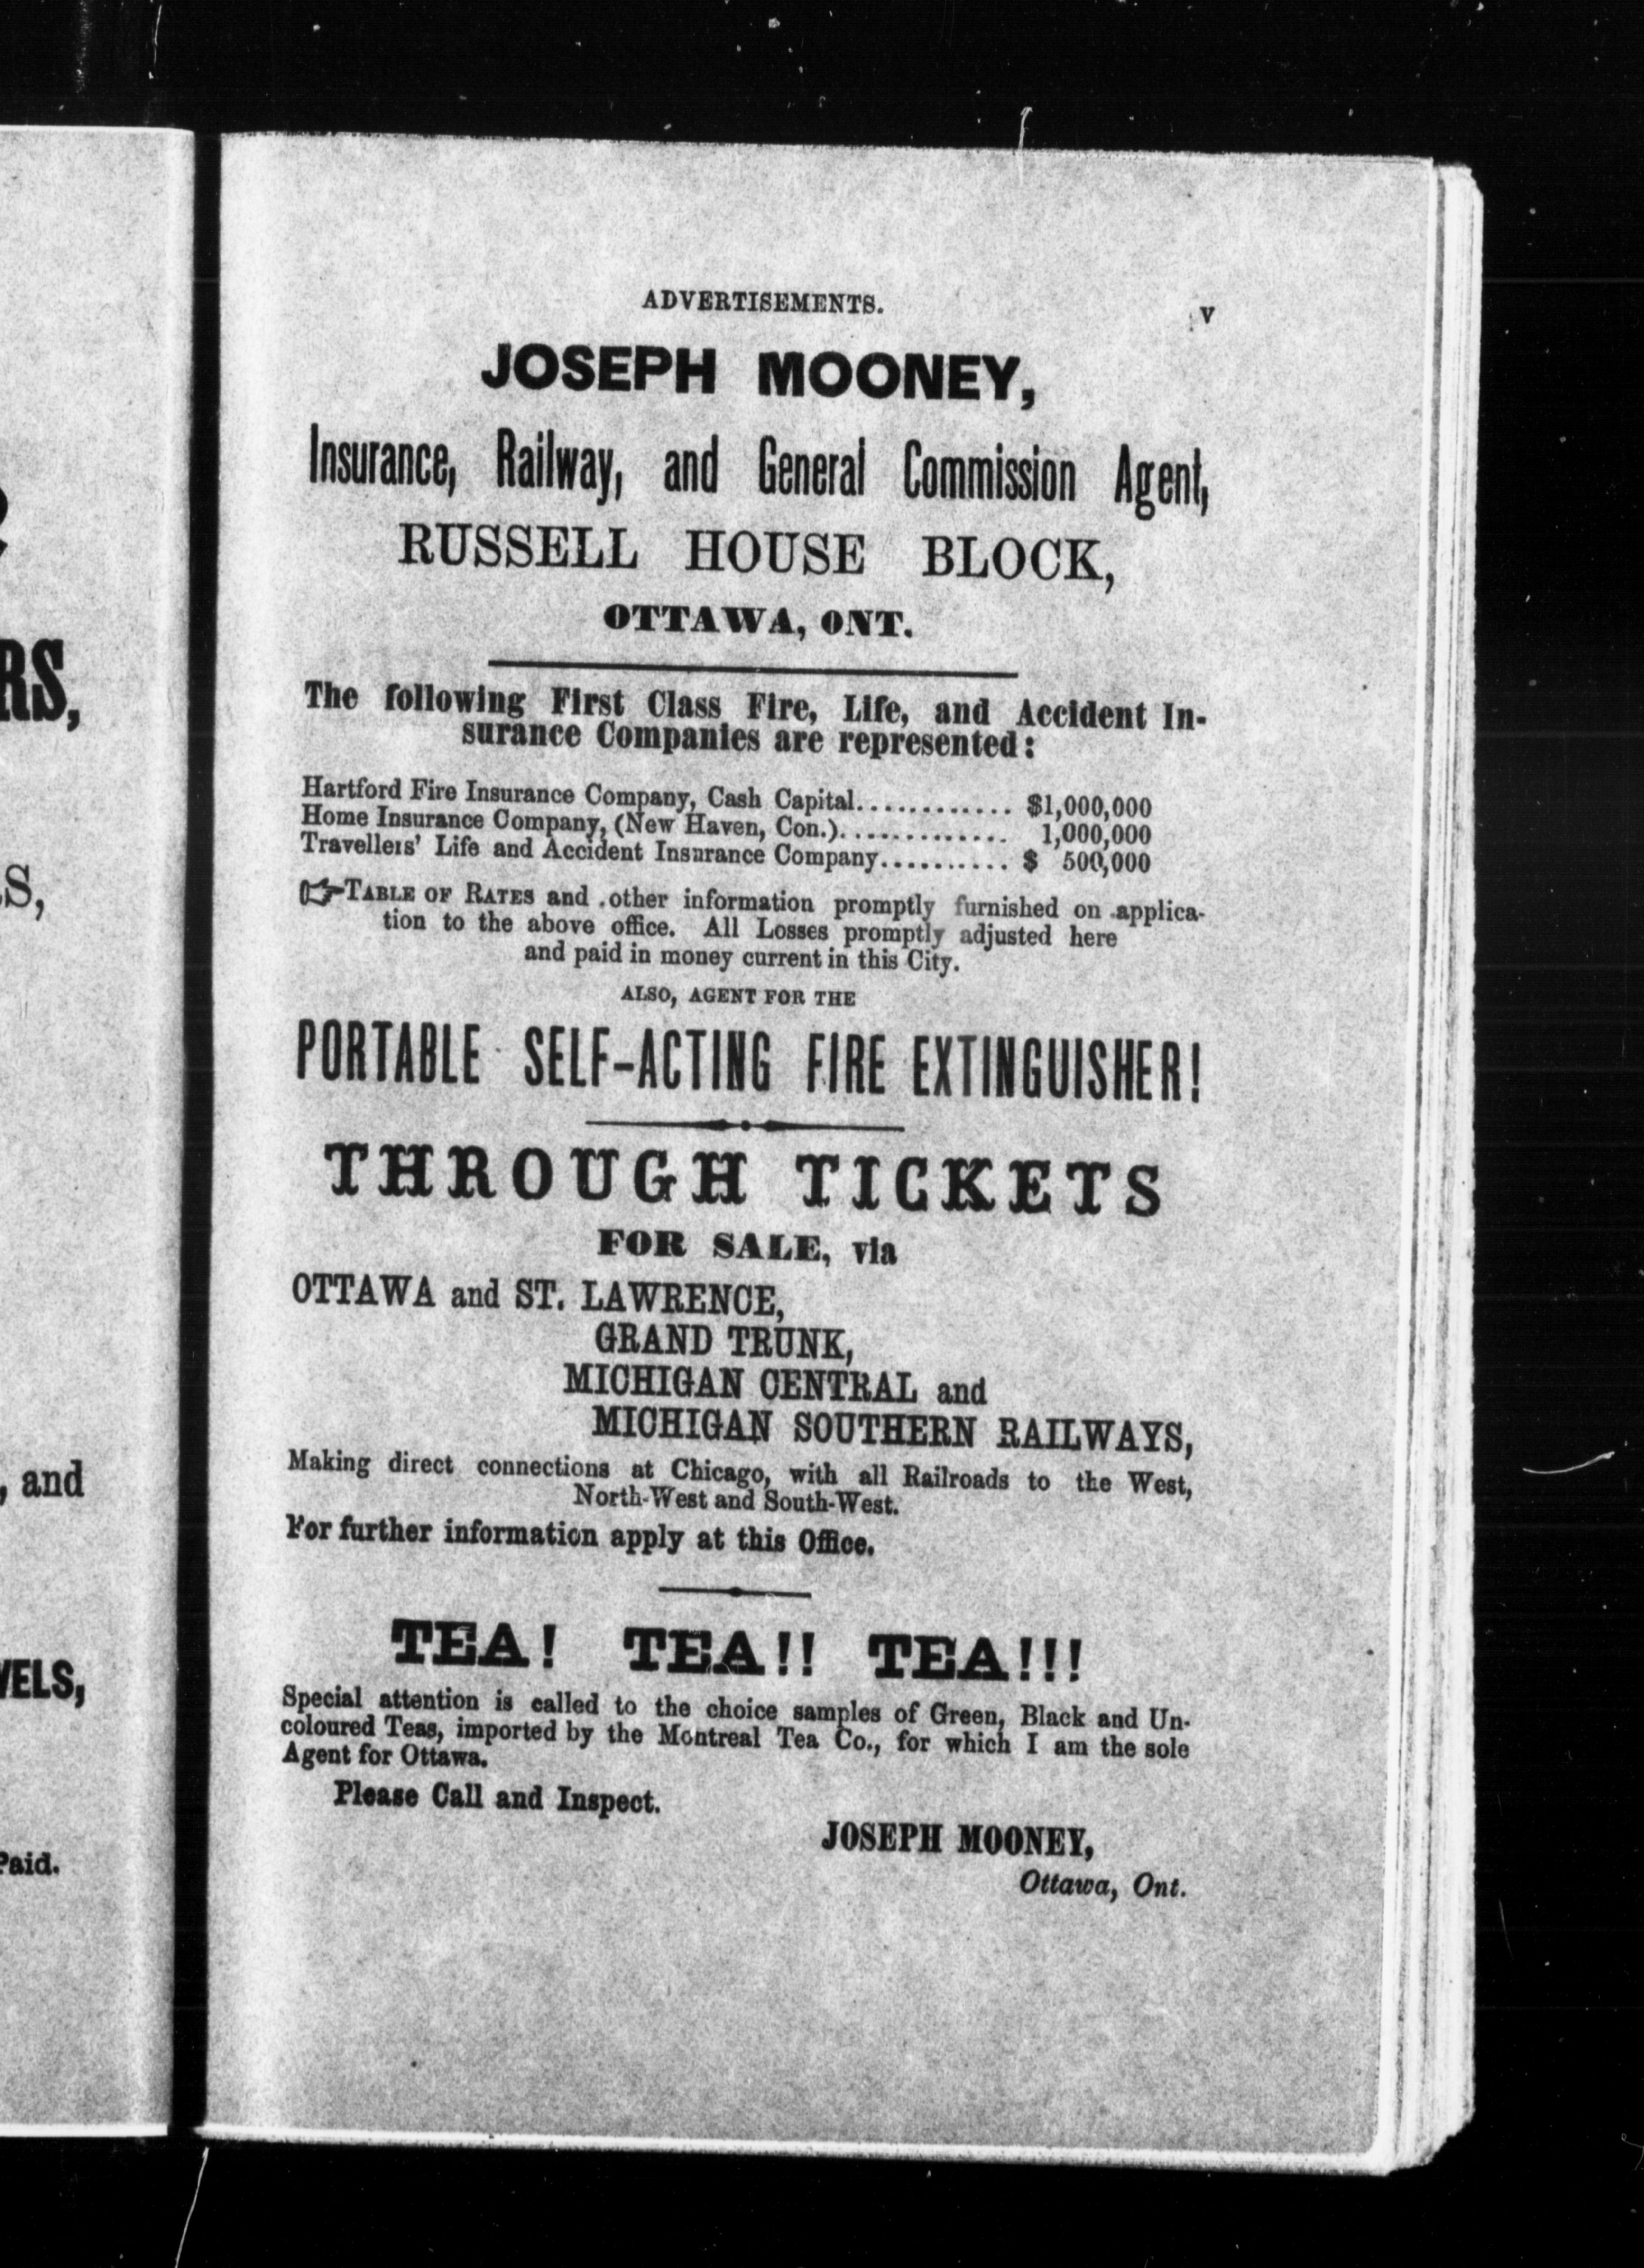 RS,
S,
, and
VELS,
Paid.
ADVERTISEMENTS. v
JOSEPH MOONEY,
Insurance, Railway, and General Commission Agent,
RUSSELL HOUSE BLOCK,
OTTAWA, ONT.
The following First Class Fire, Life, and Accident In-
surance Companies are represented:
Hartford Fire Insurance Company, Cash Capital............ $1,000,000
Home Insurance Company, (New Haven, Con.)............. 1,000,000
Travellers' Life and Accident Insurance Company.......... $ 500,000
☞TABLE OF RATES and other information promptly furnished on applica-
tion to the above office. All Losses promptly adjusted here
and paid in money current in this City.
ALSO, AGENT FOR THE
PORTABLE SELF-ACTING FIRE EXTINGUISHER!
THROUGH TICKETS
FOR SALE, via
OTTAWA and ST. LAWRENCE,
GRAND TRUNK,
MICHIGAN CENTRAL and
MICHIGAN SOUTHERN RAILWAYS,
Making direct connections at Chicago, with all Railroads to the West,
North-West and South-West.
For further information apply at this Office.
TEA! TEA!! TEA!!!
Special attention is called to the choice samples of Green, Black and Un-
coloured Teas, imported by the Montreal Tea Co., for which I am the sole
Agent for Ottawa.
Please Call and Inspect.
JOSEPH MOONEY,
Ottawa, Ont.